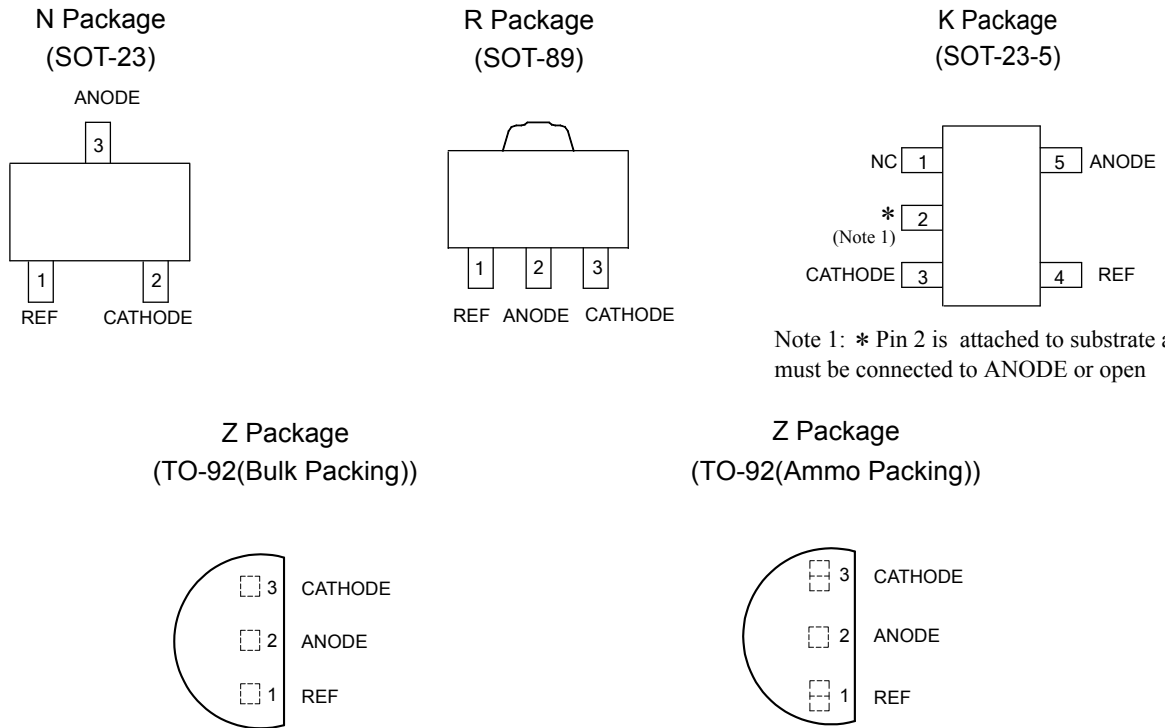 N Package
(SOT-23)
ANODE
3
1
2
REF CATHODE
R Package
(SOT-89)
1 2 3
REF ANODE CATHODE
K Package
(SOT-23-5)
NC 1
5 ANODE
* 2
(Note 1)
CATHODE 3
4 REF
Note 1: * Pin 2 is attached to substrate
must be connected to ANODE or open
Z Package
(TO-92(Bulk Packing))
3 CATHODE
2 ANODE
1 REF
Z Package
(TO-92(Ammo Packing))
3 CATHODE
2 ANODE
1 REF